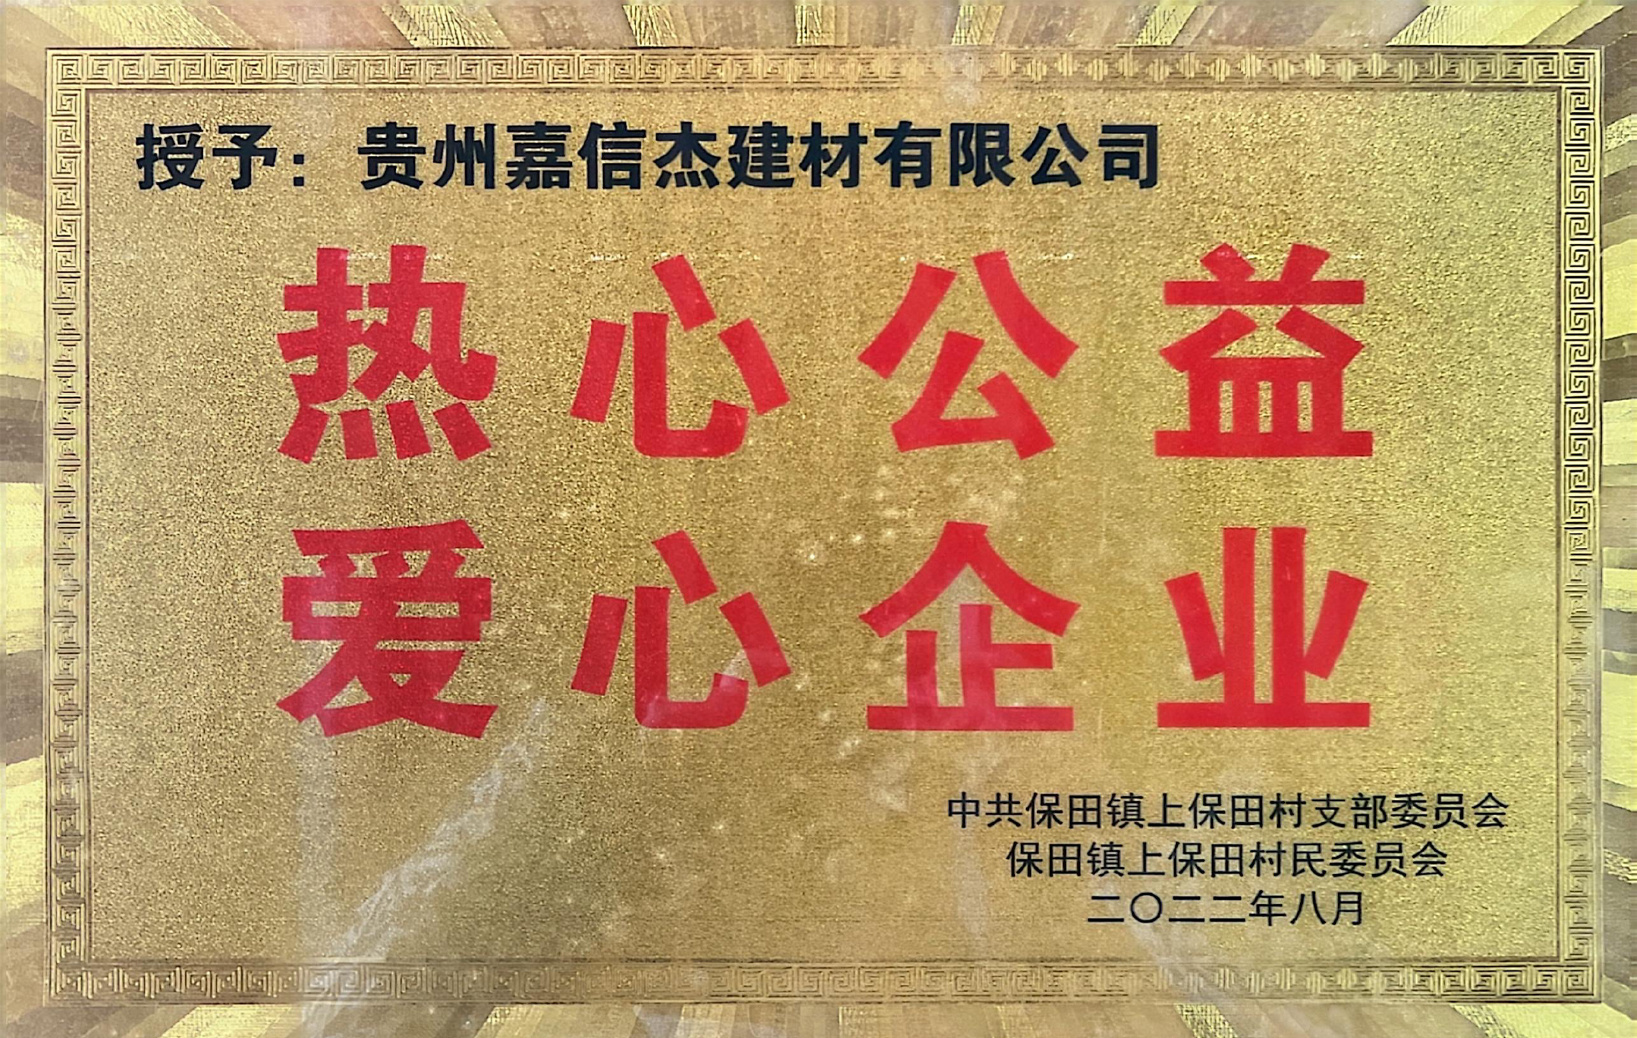 授予：贵州嘉信杰建材有限公司
热心公益
爱心企业
中共保田镇上保田村支部委员会
保田镇上保田村民委员会
二〇二二年八月